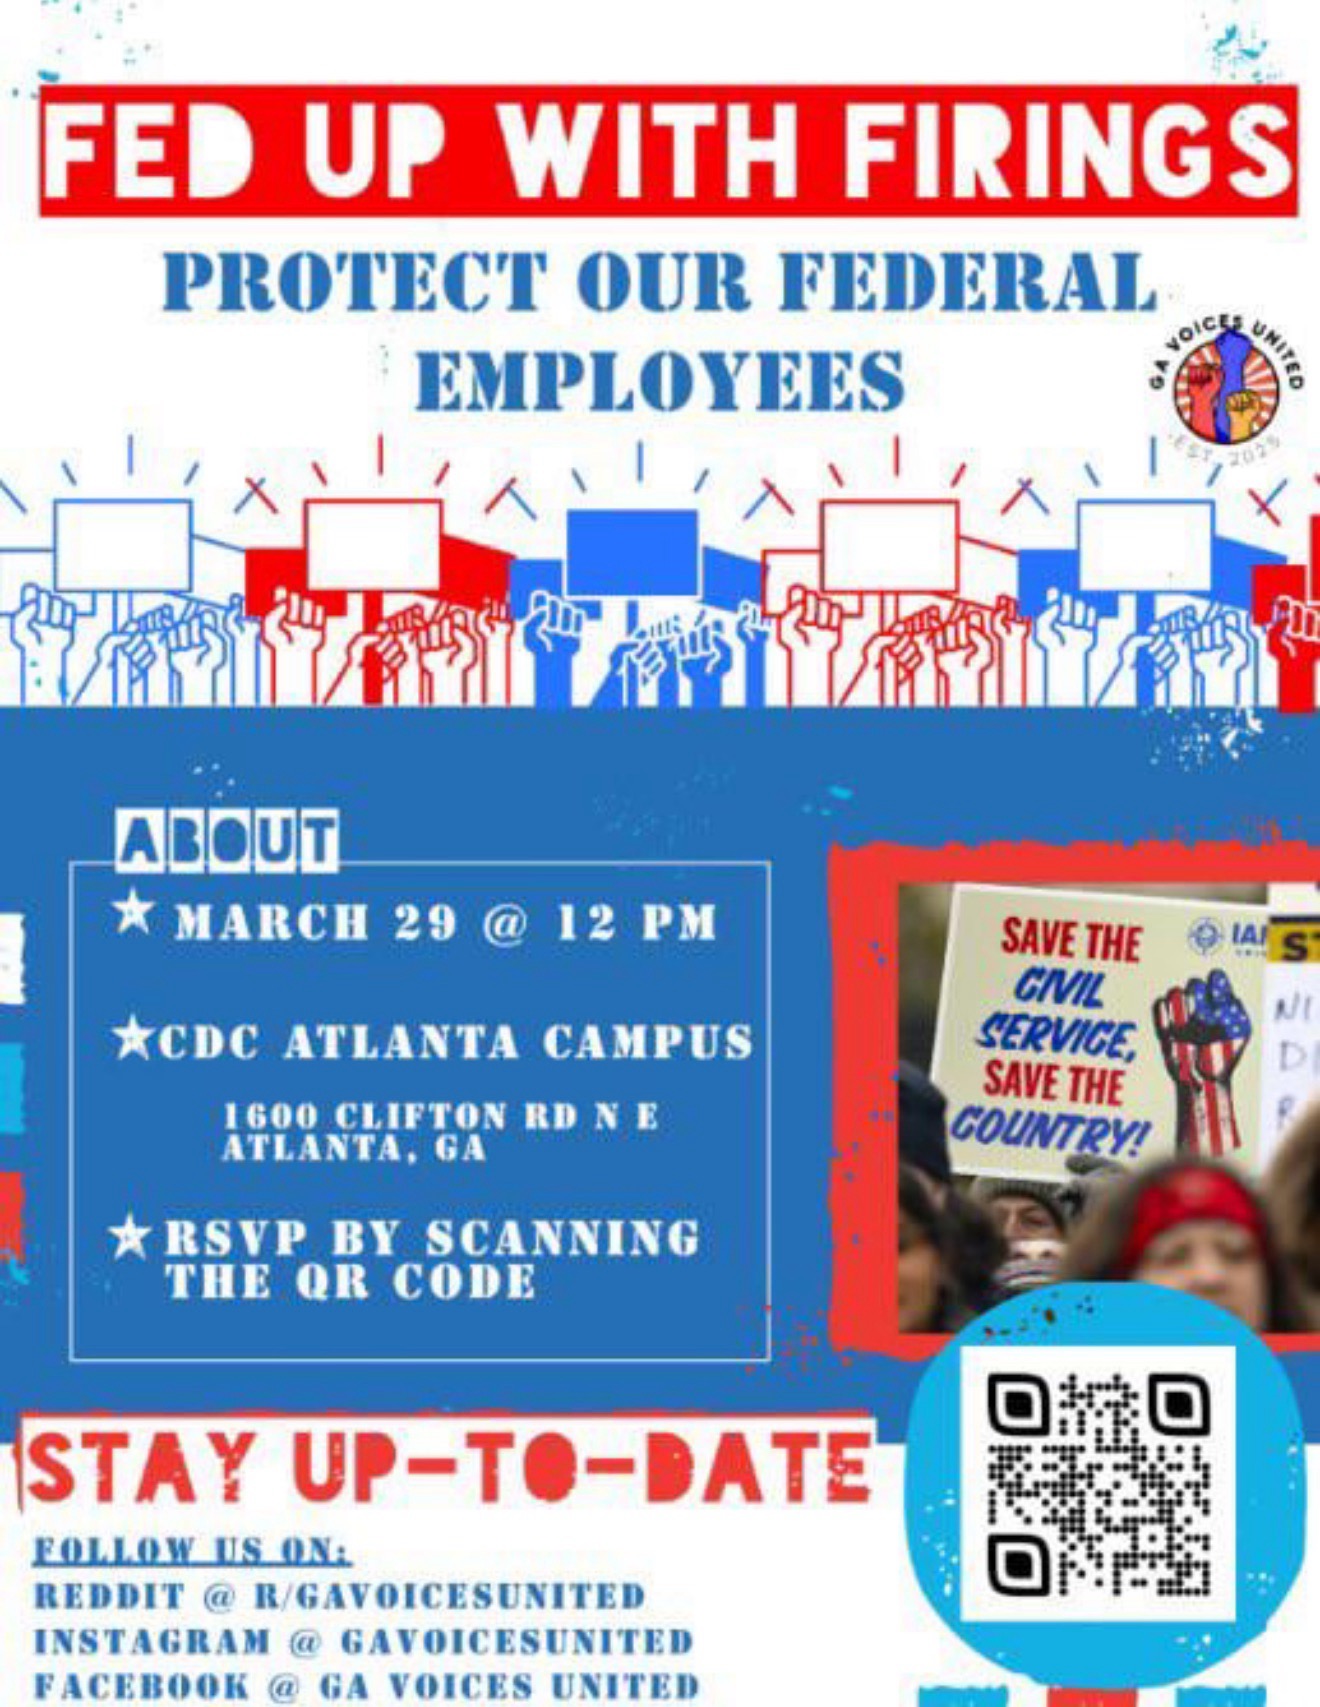 FED UP WITH FIRINGS
PROTECT OUR FEDERAL
EMPLOYEES
GA VOICES UNITED
EST. 2025
ABOUT
MARCH 29 @ 12 PM
CDC ATLANTA CAMPUS
1600 CLIFTON RD N E
ATLANTA, GA
RSVP BY SCANNING
THE QR CODE
SAVE THE
CIVIL
SERVICE,
SAVE THE
COUNTRY!
STAY UP-TO-DATE
FOLLOW US ON:
REDDIT @ R/GAVOICESUNITED
INSTAGRAM @ GAVOICESUNITED
FACEBOOK @ GA VOICES UNITED